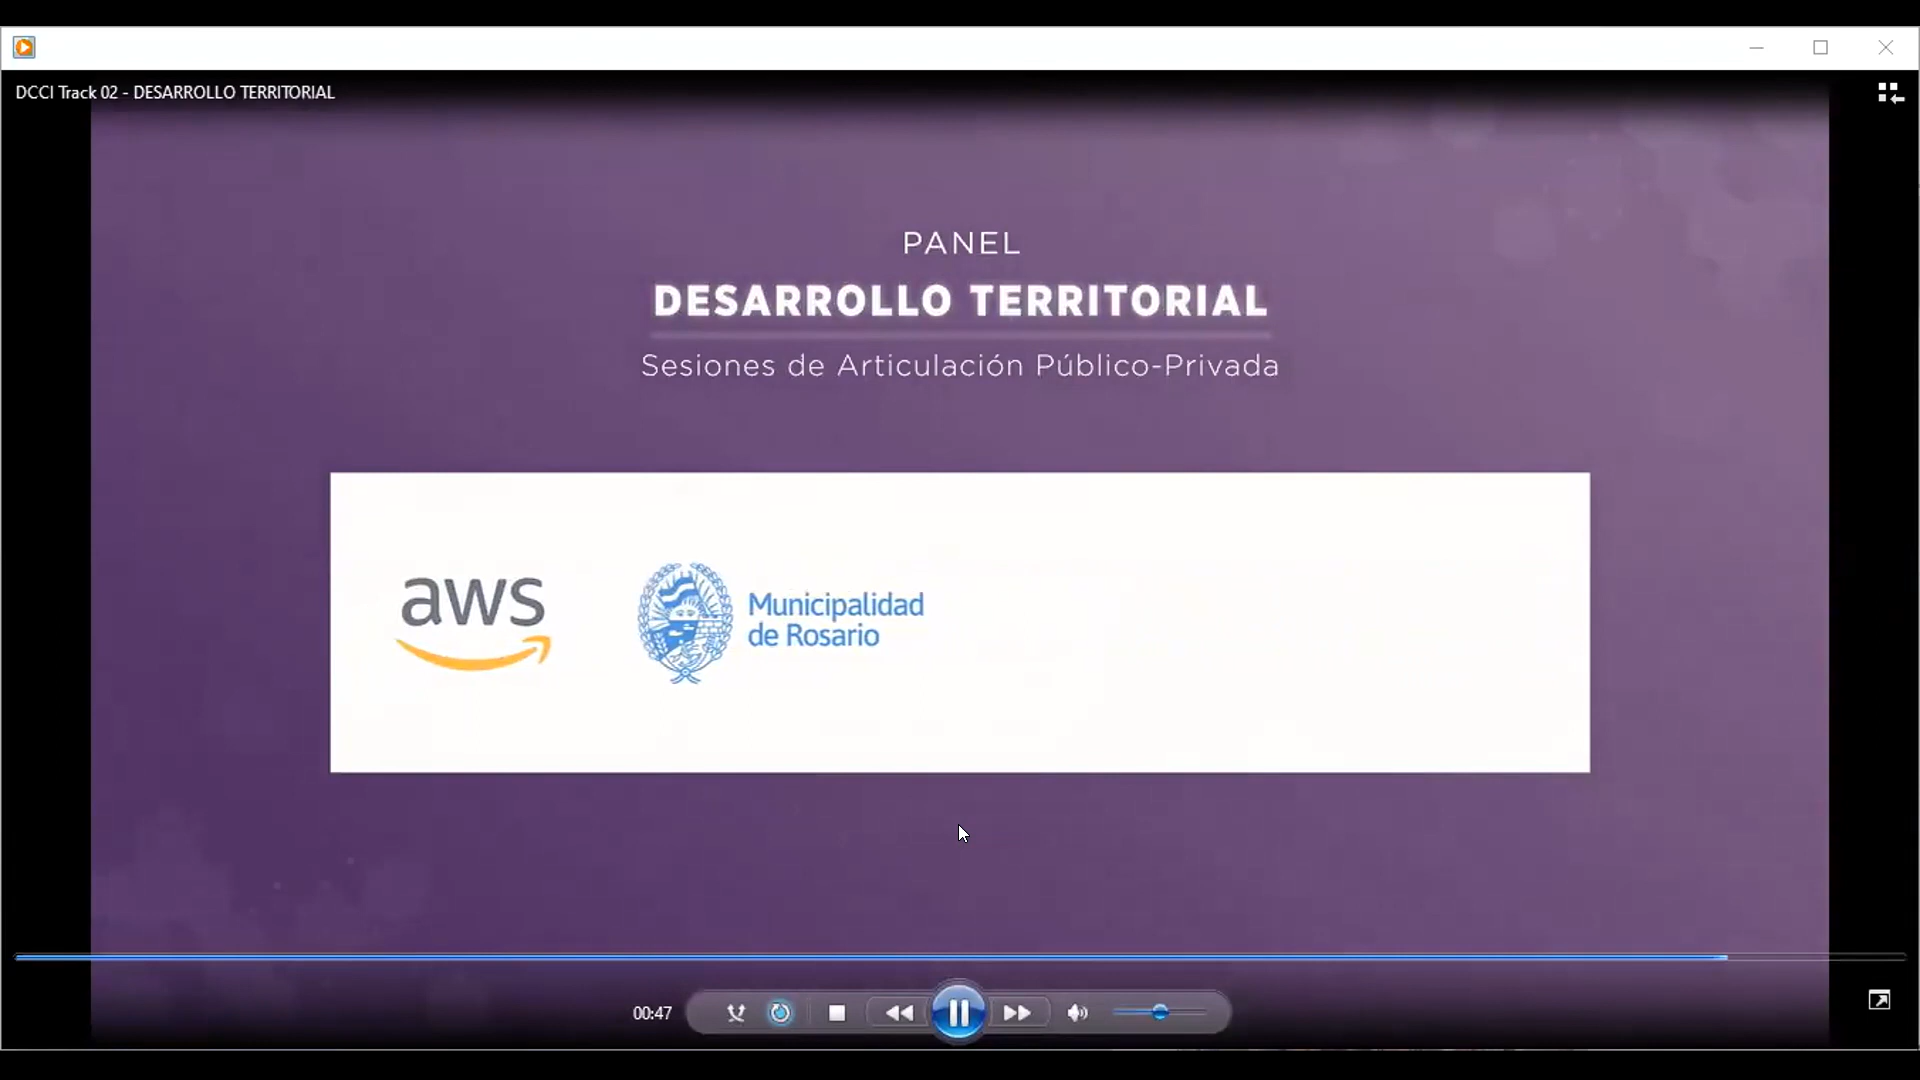 DCCI Track 02 - DESARROLLO TERRITORIAL
PANEL
DESARROLLO TERRITORIAL
Sesiones de Articulación Público-Privada
aws
Municipalidad
de Rosario
00:47